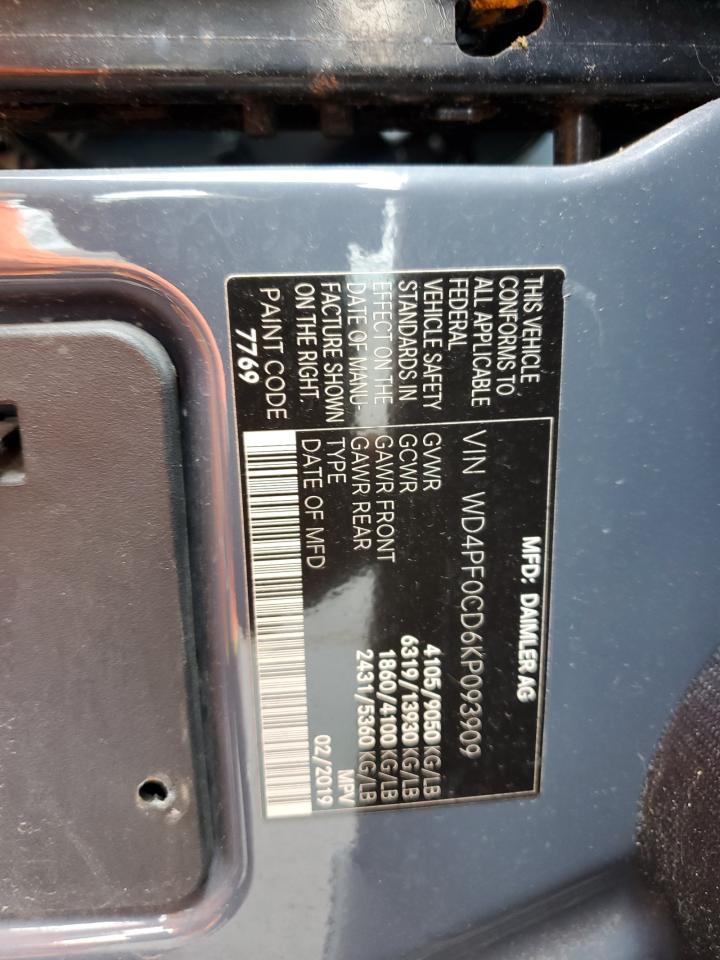 MFD: DAIMLER AG
VIN WD4PF0CD6KP093909
THIS VEHICLE
CONFORMS TO
ALL APPLICABLE
FEDERAL
VEHICLE SAFETY
STANDARDS IN
EFFECT ON THE
DATE OF MANU-
FACTURE SHOWN
ON THE RIGHT.
PAINT CODE
7769
GVWR 4105/9050 KG/LB
GCWR 6319/13930 KG/LB
GAWR FRONT 1860/4100 KG/LB
GAWR REAR 2431/5360 KG/LB
TYPE MPV
DATE OF MFD 02/2019